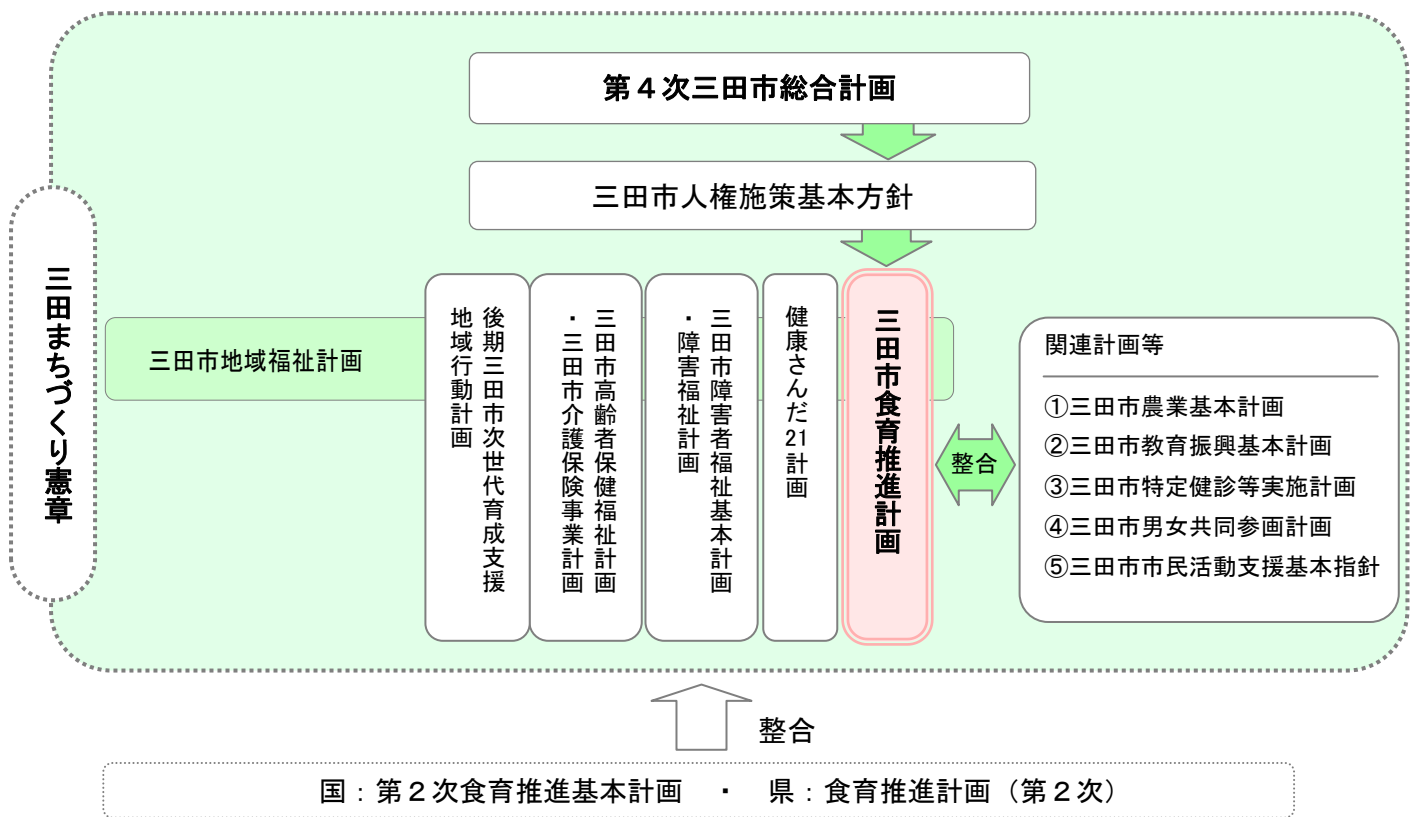 第４次三田市総合計画
三田市人権施策基本方針
三田まちづくり憲章
三田市地域福祉計画
後期三田市次世代育成支援
地域行動計画
三田市高齢者保健福祉計画
・三田市介護保険事業計画
三田市障害者福祉基本計画
・障害福祉計画
健康さんだ21計画
三田市食育推進計画
整合
関連計画等
①三田市農業基本計画
②三田市教育振興基本計画
③三田市特定健診等実施計画
④三田市男女共同参画計画
⑤三田市市民活動支援基本指針
整合
国：第２次食育推進基本計画　・　県：食育推進計画（第２次）